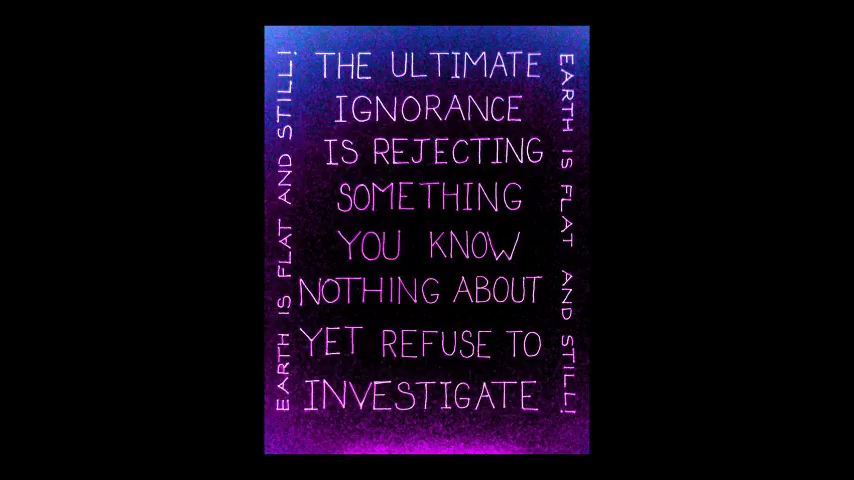 EARTH IS FLAT AND STILL!
THE ULTIMATE
IGNORANCE
IS REJECTING
SOMETHING
YOU KNOW
NOTHING ABOUT
YET REFUSE TO
INVESTIGATE
EARTH IS FLAT AND STILL!